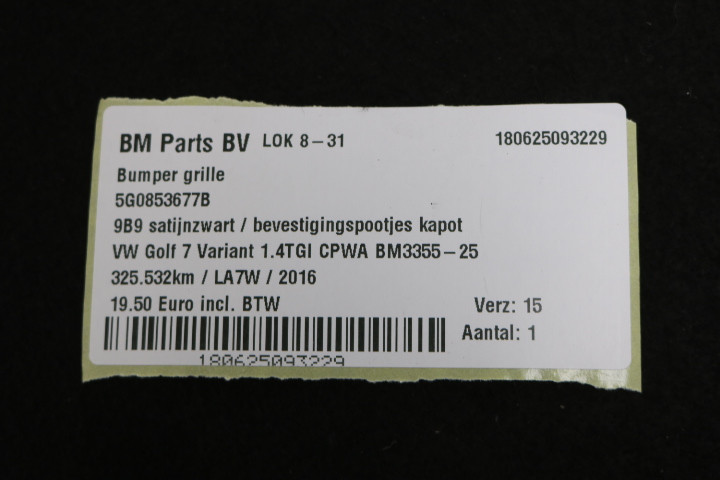 BM Parts BV LOK 8-31 180625093229
Bumper grille
5G0853677B
9B9 satijnzwart / bevestigingspootjes kapot
VW Golf 7 Variant 1.4TGI CPWA BM3355-25
325.532km / LA7W / 2016
19.50 Euro incl. BTW Verz: 15
Aantal: 1
180625093229